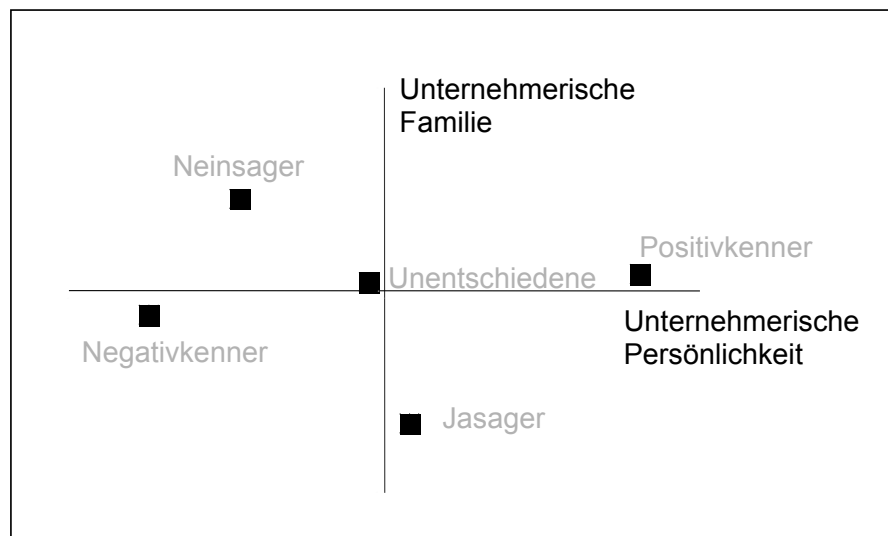 Unternehmerische
Familie
Neinsager
Positivkenner
Unentschiedene
Unternehmerische
Persönlichkeit
Negativkenner
Jasager